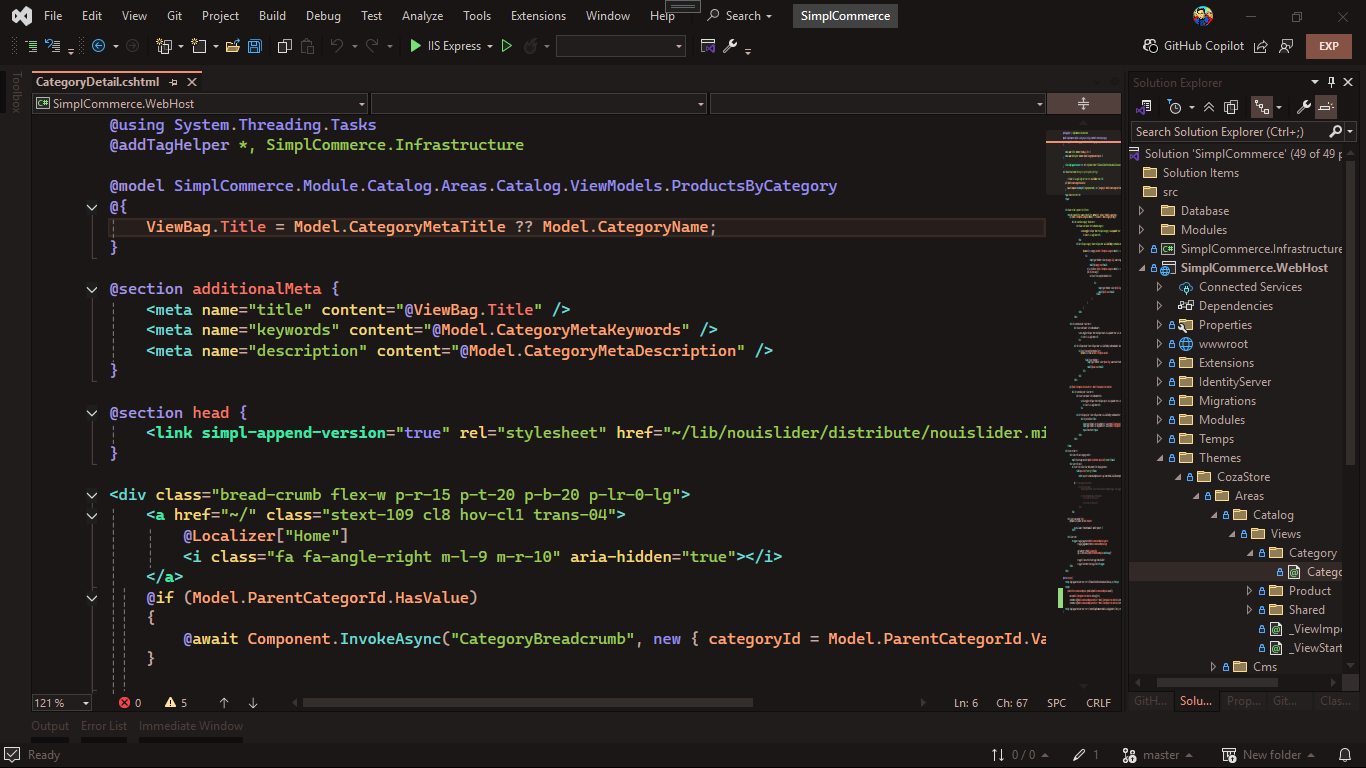 File Edit View Git Project Build Debug Test Analyze Tools Extensions Window Help Search SimplCommerce
IIS Express GitHub Copilot EXP
Toolbox
CategoryDetail.cshtml
SimplCommerce.WebHost
@using System.Threading.Tasks
@addTagHelper *, SimplCommerce.Infrastructure
@model SimplCommerce.Module.Catalog.Areas.Catalog.ViewModels.ProductsByCategory
@{
ViewBag.Title = Model.CategoryMetaTitle ?? Model.CategoryName;
}
@section additionalMeta {
<meta name="title" content="@ViewBag.Title" />
<meta name="keywords" content="@Model.CategoryMetaKeywords" />
<meta name="description" content="@Model.CategoryMetaDescription" />
}
@section head {
<link simpl-append-version="true" rel="stylesheet" href="~/lib/nouislider/distribute/nouislider.mi
}
<div class="bread-crumb flex-w p-r-15 p-t-20 p-b-20 p-lr-0-lg">
<a href="~/" class="stext-109 cl8 hov-cl1 trans-04">
@Localizer["Home"]
<i class="fa fa-angle-right m-l-9 m-r-10" aria-hidden="true"></i>
</a>
@if (Model.ParentCategorId.HasValue)
{
@await Component.InvokeAsync("CategoryBreadcrumb", new { categoryId = Model.ParentCategorId.Va
}
121 % 0 5 Ln: 6 Ch: 67 SPC CRLF
Output Error List Immediate Window
Solution Explorer
Search Solution Explorer (Ctrl+;)
Solution 'SimplCommerce' (49 of 49 p
Solution Items
src
Database
Modules
SimplCommerce.Infrastructure
SimplCommerce.WebHost
Connected Services
Dependencies
Properties
wwwroot
Extensions
IdentityServer
Migrations
Modules
Temps
Themes
CozaStore
Areas
Catalog
Views
Category
Catego
Product
Shared
_ViewImpo
_ViewStart
Cms
GitH... Solu... Prop... Git... Clas...
Ready 0 / 0 1 master New folder